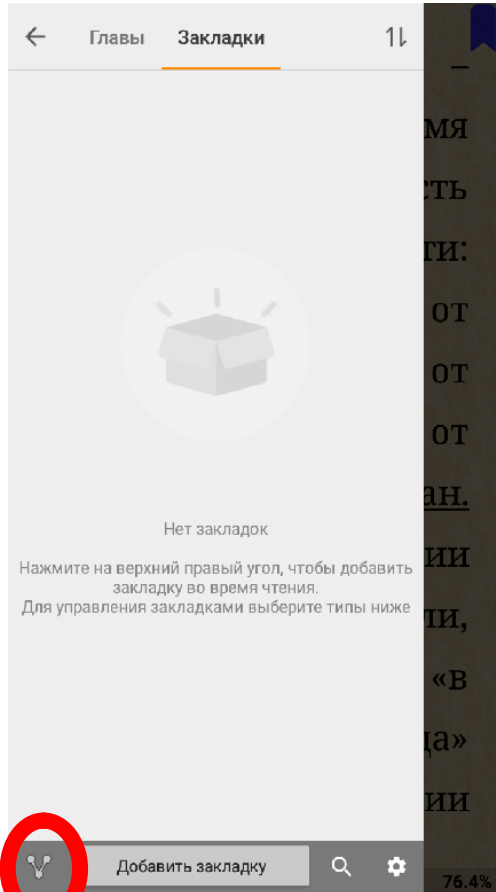 Главы Закладки
Нет закладок
Нажмите на верхний правый угол, чтобы добавить
закладку во время чтения.
Для управления закладками выберите типы ниже
Добавить закладку
–
мя
сть
ти:
от
от
от
ан.
ии
ли,
«в
да»
ии
76.4%